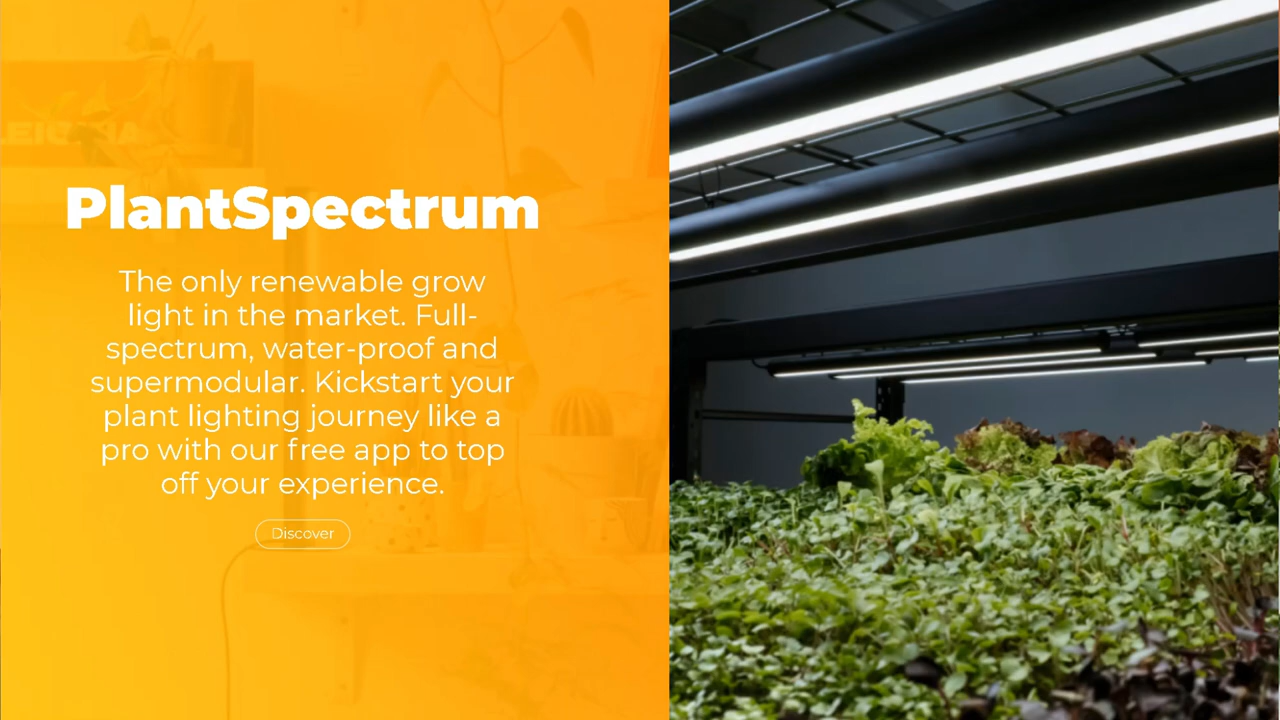 PlantSpectrum
The only renewable grow
light in the market. Full-
spectrum, water-proof and
supermodular. Kickstart your
plant lighting journey like a
pro with our free app to top
off your experience.
Discover